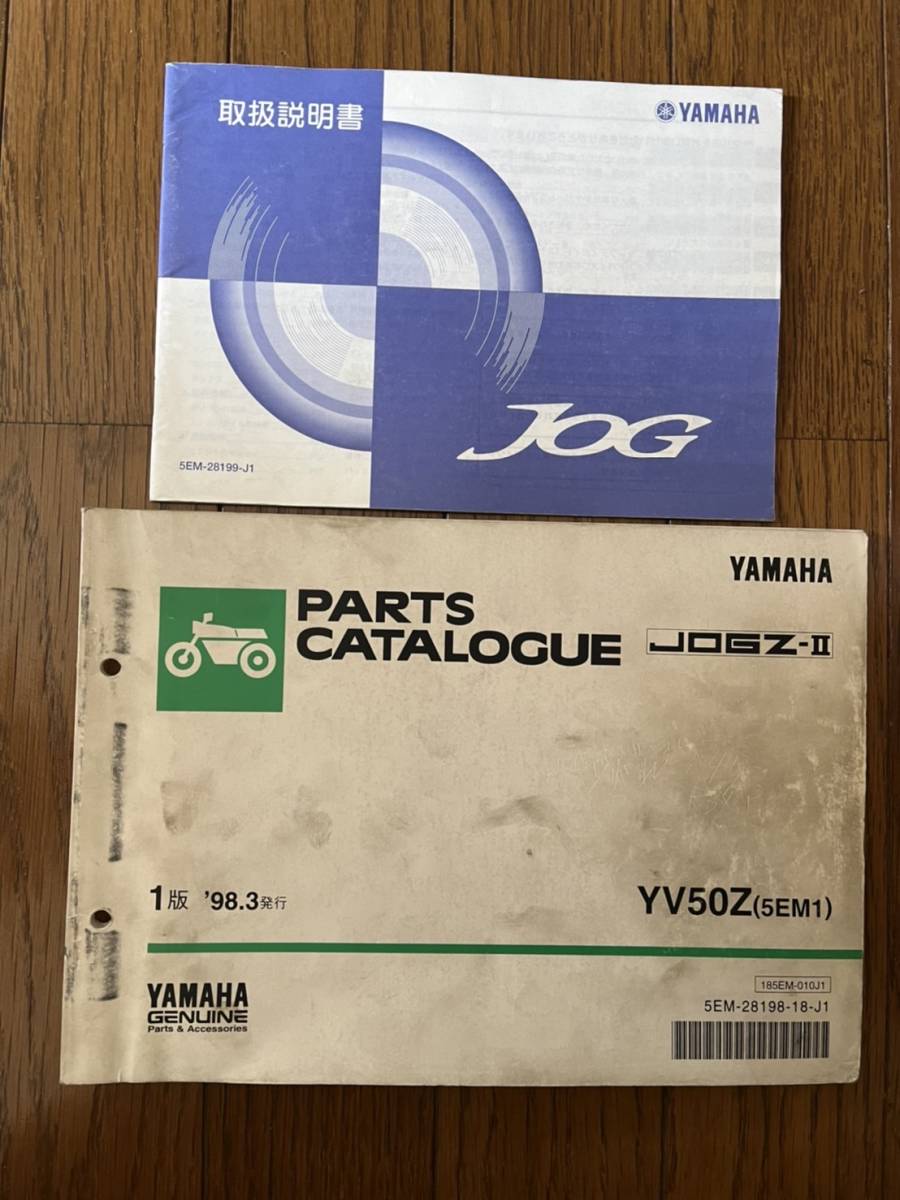 取扱説明書
YAMAHA
JOG
5EM-28199-J1
YAMAHA
PARTS
CATALOGUE
JOGZ-II
1版 '98.3発行
YV50Z(5EM1)
185EM-010J1
5EM-28198-18-J1
YAMAHA
GENUINE
Parts & Accessories